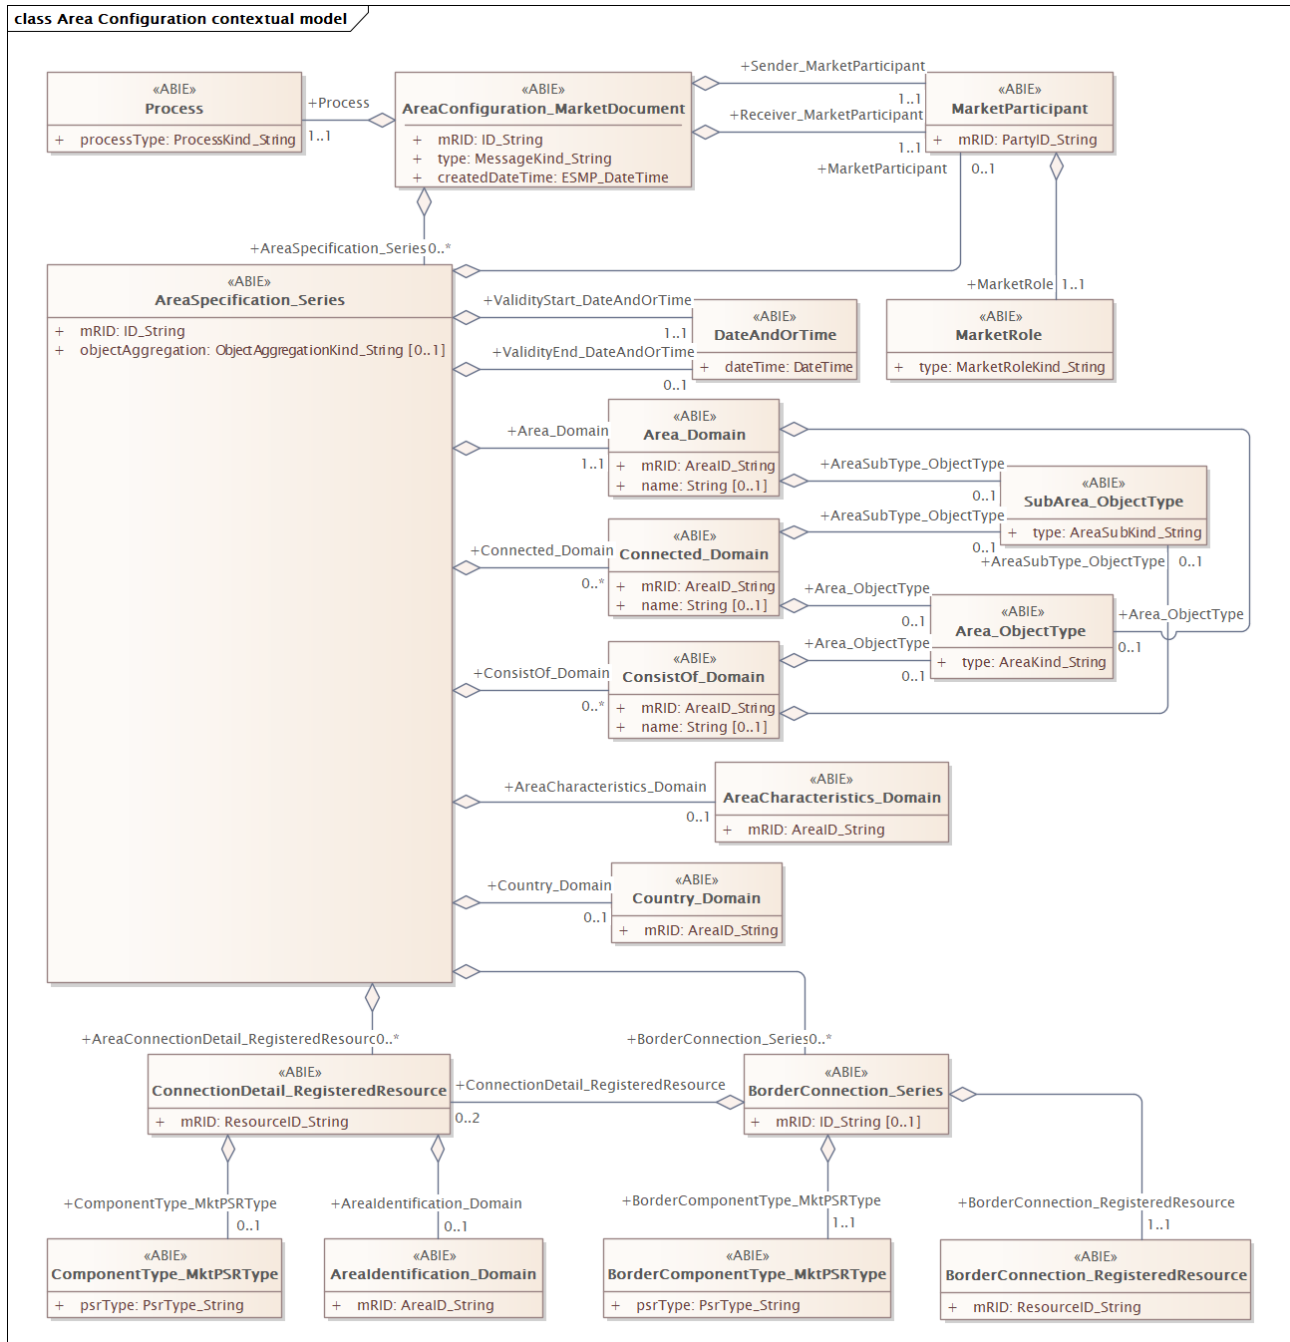 class Area Configuration contextual model
«ABIE»
Process
+ processType: ProcessKind_String
+Process
1..1
«ABIE»
AreaConfiguration_MarketDocument
+ mRID: ID_String
+ type: MessageKind_String
+ createdDateTime: ESMP_DateTime
+Sender_MarketParticipant
1..1
+Receiver_MarketParticipant
1..1
«ABIE»
MarketParticipant
+ mRID: PartyID_String
+MarketParticipant
0..1
+AreaSpecification_Series
0..*
+MarketRole
1..1
«ABIE»
MarketRole
+ type: MarketRoleKind_String
«ABIE»
AreaSpecification_Series
+ mRID: ID_String
+ objectAggregation: ObjectAggregationKind_String [0..1]
+ValidityStart_DateAndOrTime
1..1
+ValidityEnd_DateAndOrTime
0..1
«ABIE»
DateAndOrTime
+ dateTime: DateTime
+Area_Domain
1..1
«ABIE»
Area_Domain
+ mRID: AreaID_String
+ name: String [0..1]
+AreaSubType_ObjectType
0..1
+AreaSubType_ObjectType
0..1
«ABIE»
SubArea_ObjectType
+ type: AreaSubKind_String
+AreaSubType_ObjectType
0..1
+Connected_Domain
0..*
«ABIE»
Connected_Domain
+ mRID: AreaID_String
+ name: String [0..1]
+Area_ObjectType
0..1
+Area_ObjectType
0..1
«ABIE»
Area_ObjectType
+ type: AreaKind_String
+Area_ObjectType
0..1
+ConsistOf_Domain
0..*
«ABIE»
ConsistOf_Domain
+ mRID: AreaID_String
+ name: String [0..1]
+AreaCharacteristics_Domain
0..1
«ABIE»
AreaCharacteristics_Domain
+ mRID: AreaID_String
+Country_Domain
0..1
«ABIE»
Country_Domain
+ mRID: AreaID_String
+AreaConnectionDetail_RegisteredResourc
0..*
+BorderConnection_Series
0..*
«ABIE»
ConnectionDetail_RegisteredResource
+ mRID: ResourceID_String
+ConnectionDetail_RegisteredResource
0..2
«ABIE»
BorderConnection_Series
+ mRID: ID_String [0..1]
+ComponentType_MktPSRType
0..1
+AreaIdentification_Domain
0..1
+BorderComponentType_MktPSRType
1..1
+BorderConnection_RegisteredResource
1..1
«ABIE»
ComponentType_MktPSRType
+ psrType: PsrType_String
«ABIE»
AreaIdentification_Domain
+ mRID: AreaID_String
«ABIE»
BorderComponentType_MktPSRType
+ psrType: PsrType_String
«ABIE»
BorderConnection_RegisteredResource
+ mRID: ResourceID_String